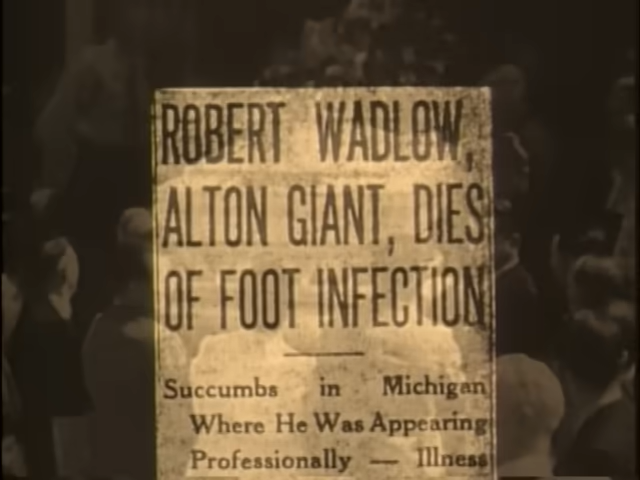 ROBERT WADLOW,
ALTON GIANT, DIES
OF FOOT INFECTION
Succumbs in Michigan
Where He Was Appearing
Professionally — Illness